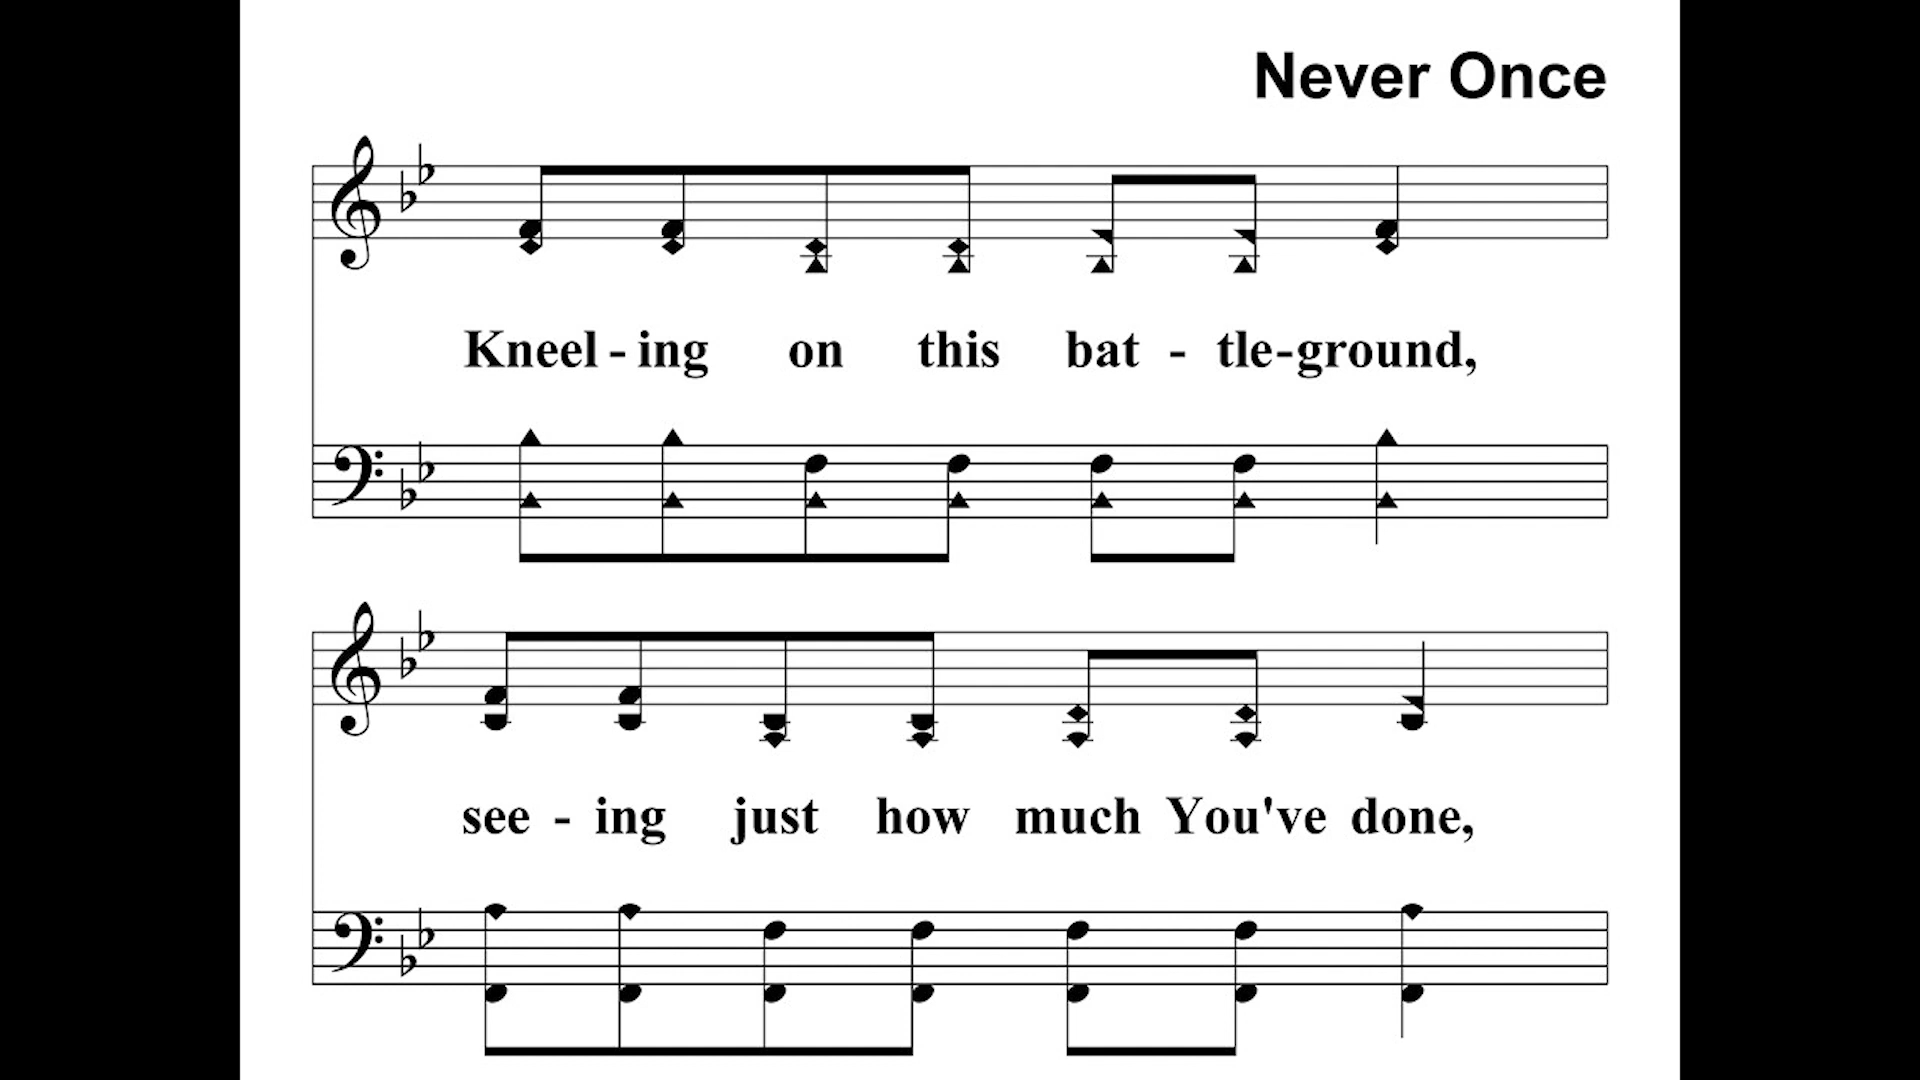 Never Once
Kneel - ing on this bat - tle-ground,
see - ing just how much You've done,